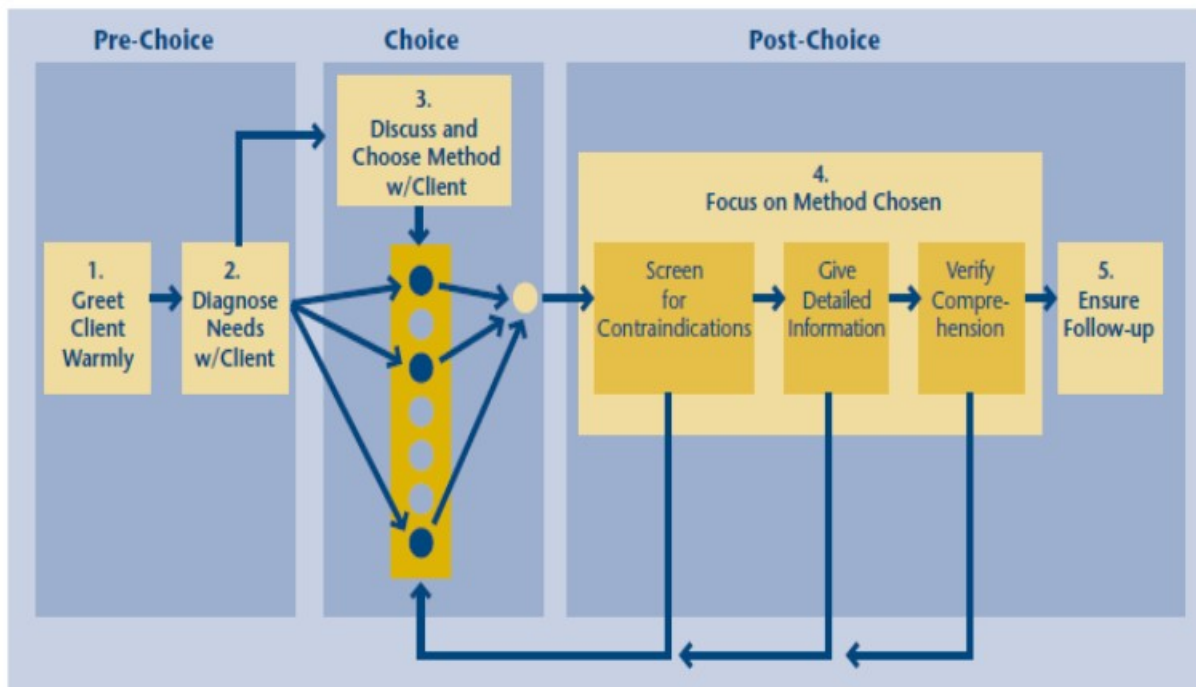 Pre-Choice
Choice
Post-Choice
1.
Greet
Client
Warmly
2.
Diagnose
Needs
w/Client
3.
Discuss and
Choose Method
w/Client
4.
Focus on Method Chosen
Screen
for
Contraindications
Give
Detailed
Information
Verify
Compre-
hension
5.
Ensure
Follow-up